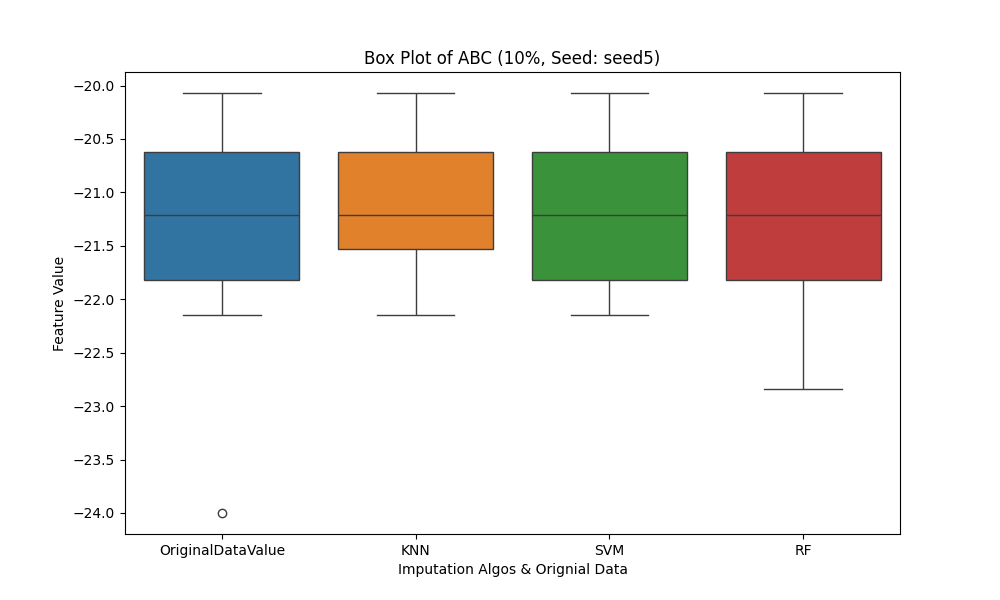 Box Plot of ABC (10%, Seed: seed5)
Feature Value
−20.0
−20.5
−21.0
−21.5
−22.0
−22.5
−23.0
−23.5
−24.0
OriginalDataValue KNN SVM RF
Imputation Algos & Orignial Data